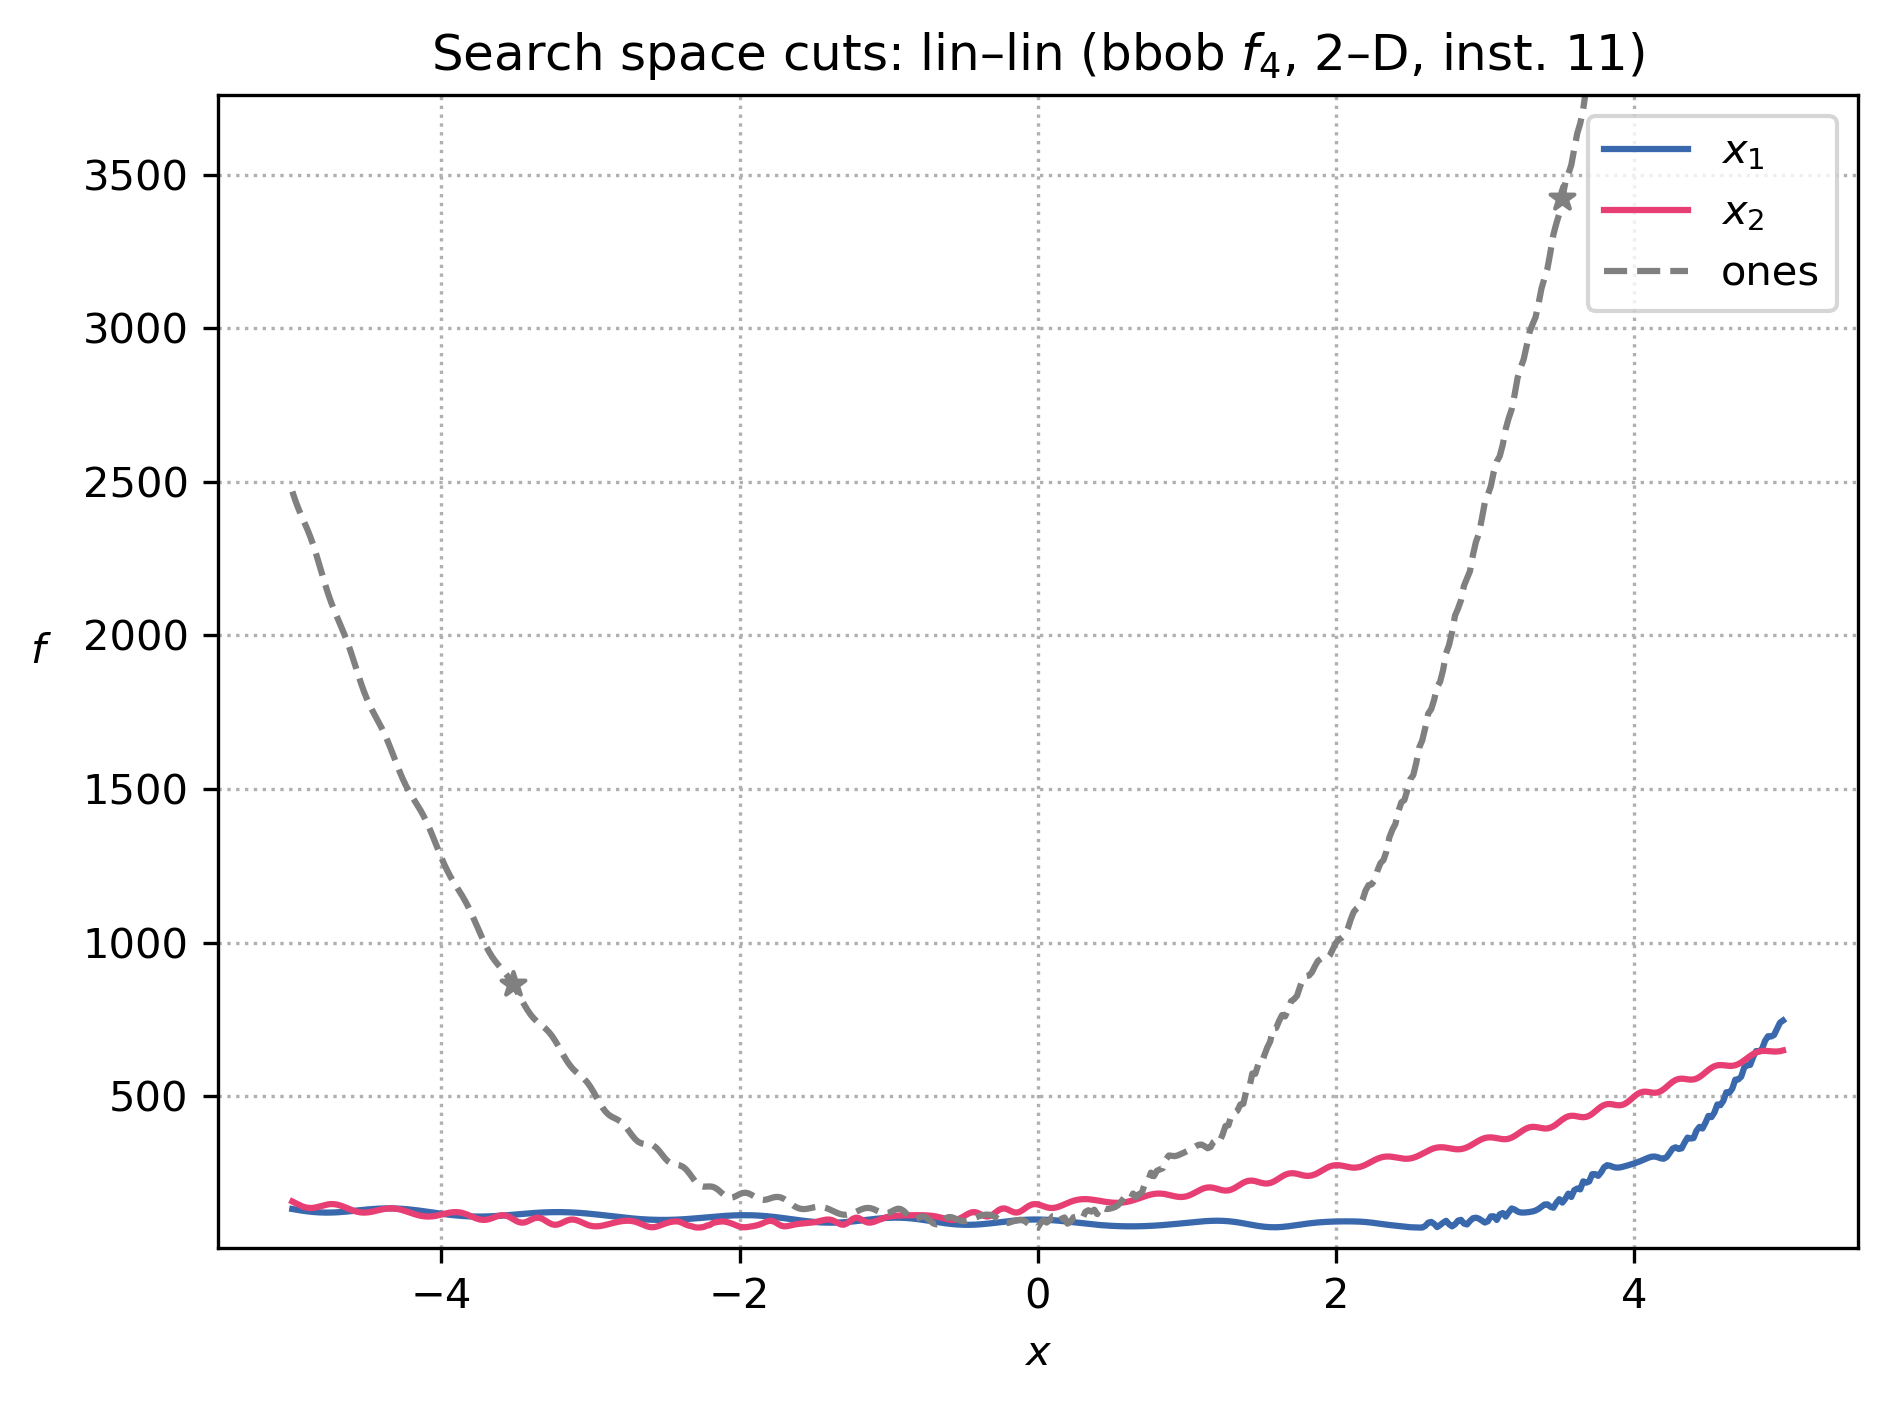 Search space cuts: lin–lin (bbob f₄, 2–D, inst. 11)
x₁
x₂
ones
3500
3000
2500
2000
1500
1000
500
f
−4
−2
0
2
4
x